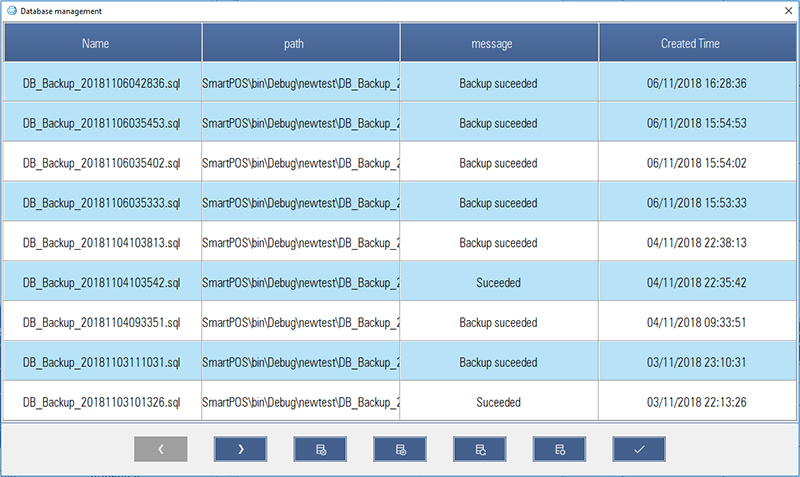 Database management
Name path message Created Time
DB_Backup_20181106042836.sql SmartPOS\bin\Debug\newtest\DB_Backup_2 Backup suceeded 06/11/2018 16:28:36
DB_Backup_20181106035453.sql SmartPOS\bin\Debug\newtest\DB_Backup_2 Backup suceeded 06/11/2018 15:54:53
DB_Backup_20181106035402.sql SmartPOS\bin\Debug\newtest\DB_Backup_2 Backup suceeded 06/11/2018 15:54:02
DB_Backup_20181106035333.sql SmartPOS\bin\Debug\newtest\DB_Backup_2 Backup suceeded 06/11/2018 15:53:33
DB_Backup_20181104103813.sql SmartPOS\bin\Debug\newtest\DB_Backup_2 Backup suceeded 04/11/2018 22:38:13
DB_Backup_20181104103542.sql SmartPOS\bin\Debug\newtest\DB_Backup_2 Suceeded 04/11/2018 22:35:42
DB_Backup_20181104093351.sql SmartPOS\bin\Debug\newtest\DB_Backup_2 Backup suceeded 04/11/2018 09:33:51
DB_Backup_20181103111031.sql SmartPOS\bin\Debug\newtest\DB_Backup_2 Backup suceeded 03/11/2018 23:10:31
DB_Backup_20181103101326.sql SmartPOS\bin\Debug\newtest\DB_Backup_2 Suceeded 03/11/2018 22:13:26